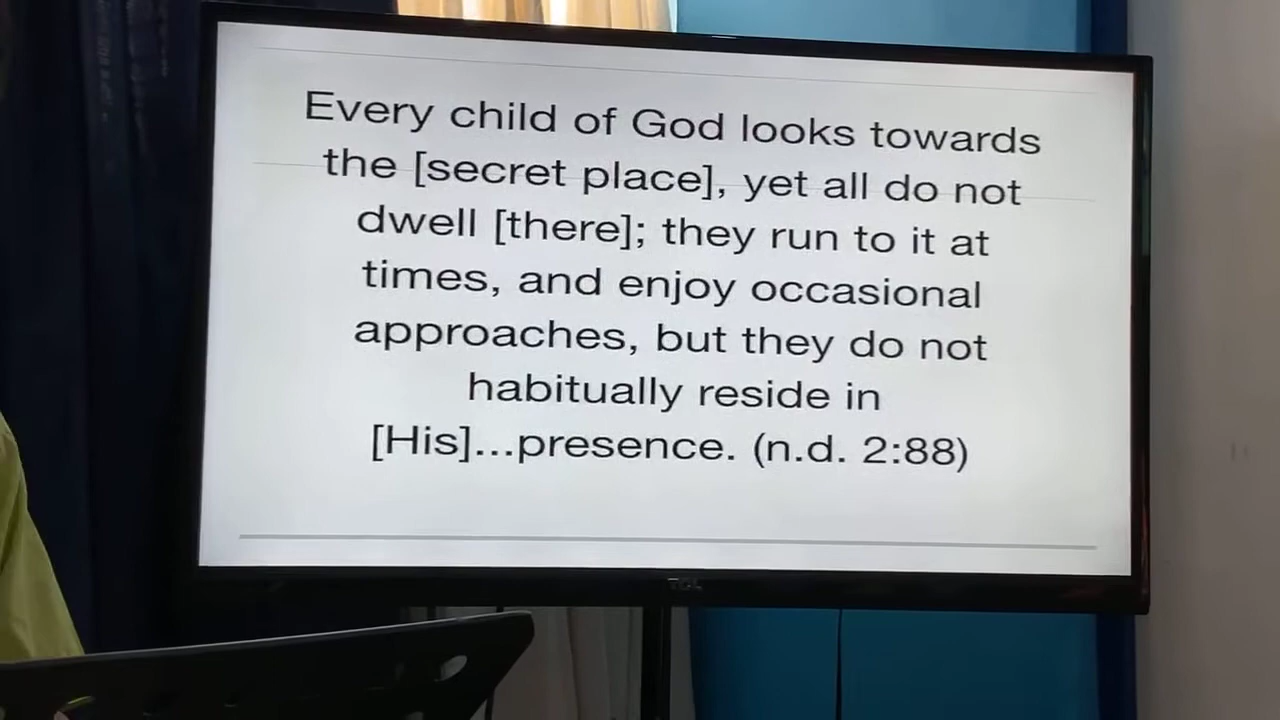 Every child of God looks towards
the [secret place], yet all do not
dwell [there]; they run to it at
times, and enjoy occasional
approaches, but they do not
habitually reside in
[His]...presence. (n.d. 2:88)
TCL